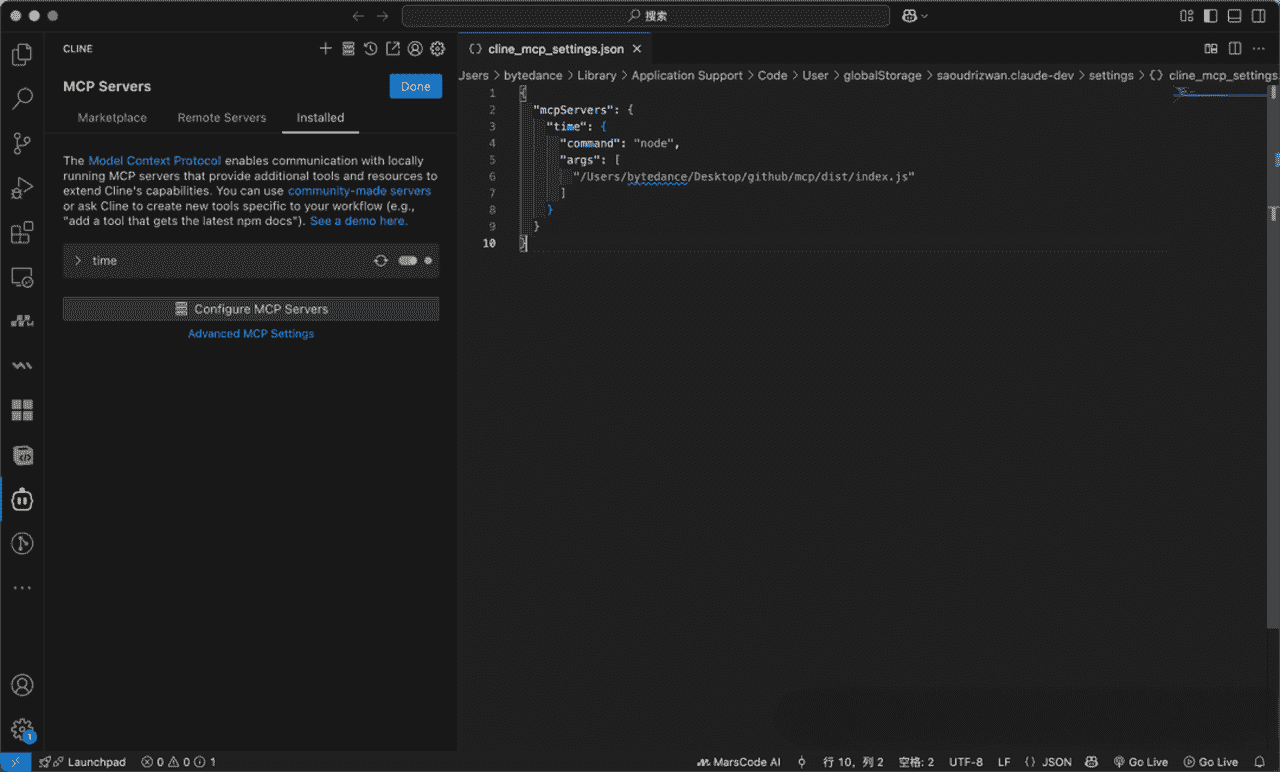 搜索
CLINE
MCP Servers
Done
Marketplace Remote Servers Installed
The Model Context Protocol enables communication with locally
running MCP servers that provide additional tools and resources to
extend Cline's capabilities. You can use community-made servers
or ask Cline to create new tools specific to your workflow (e.g.,
"add a tool that gets the latest npm docs"). See a demo here.
time
Configure MCP Servers
Advanced MCP Settings
cline_mcp_settings.json
Users > bytedance > Library > Application Support > Code > User > globalStorage > saoudrizwan.claude-dev > settings > {} cline_mcp_settings.
1 {
2 "mcpServers": {
3 "time": {
4 "command": "node",
5 "args": [
6 "/Users/bytedance/Desktop/github/mcp/dist/index.js"
7 ]
8 }
9 }
10 }
1
Launchpad 0 0 1 MarsCode AI 行 10，列 2 空格: 2 UTF-8 LF {} JSON Go Live Go Live